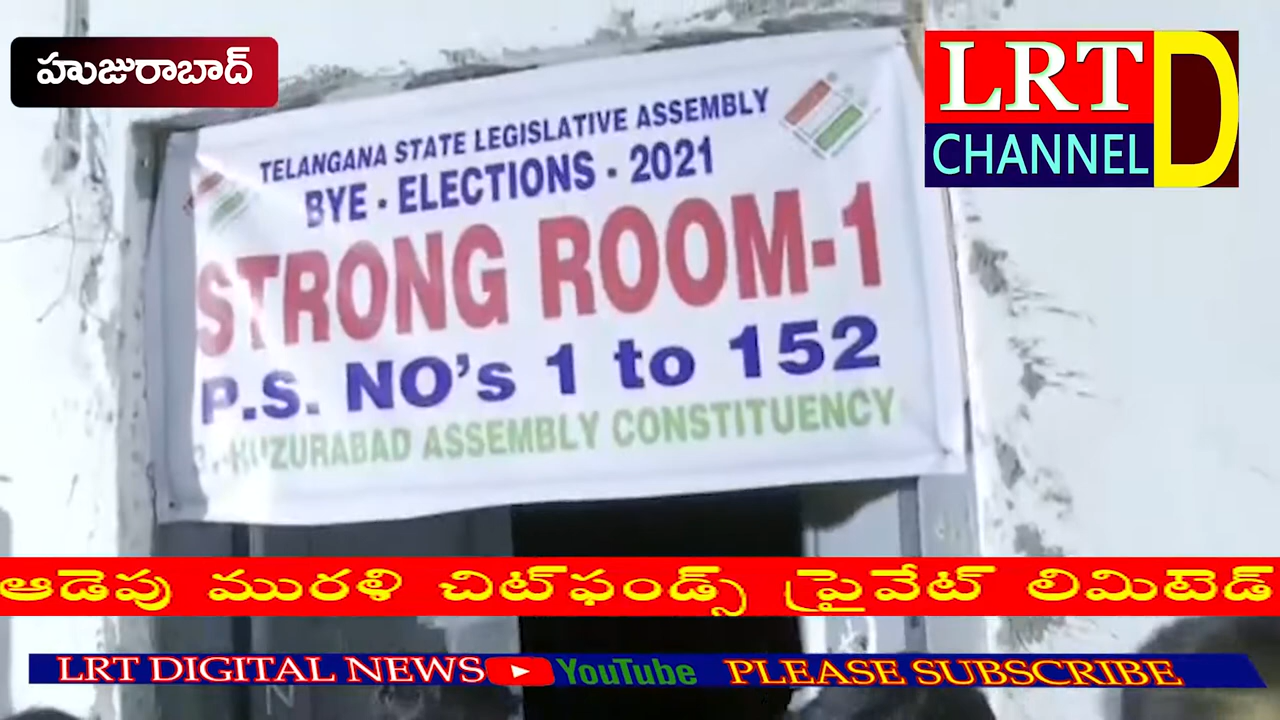 హుజురాబాద్
LRT D
CHANNEL
TELANGANA STATE LEGISLATIVE ASSEMBLY
BYE - ELECTIONS - 2021
STRONG ROOM-1
P.S. NO's 1 to 152
HUZURABAD ASSEMBLY CONSTITUENCY
ఆడెపు మురళి చిట్‌ఫండ్స్ ప్రైవేట్ లిమిటెడ్
LRT DIGITAL NEWS YouTube PLEASE SUBSCRIBE